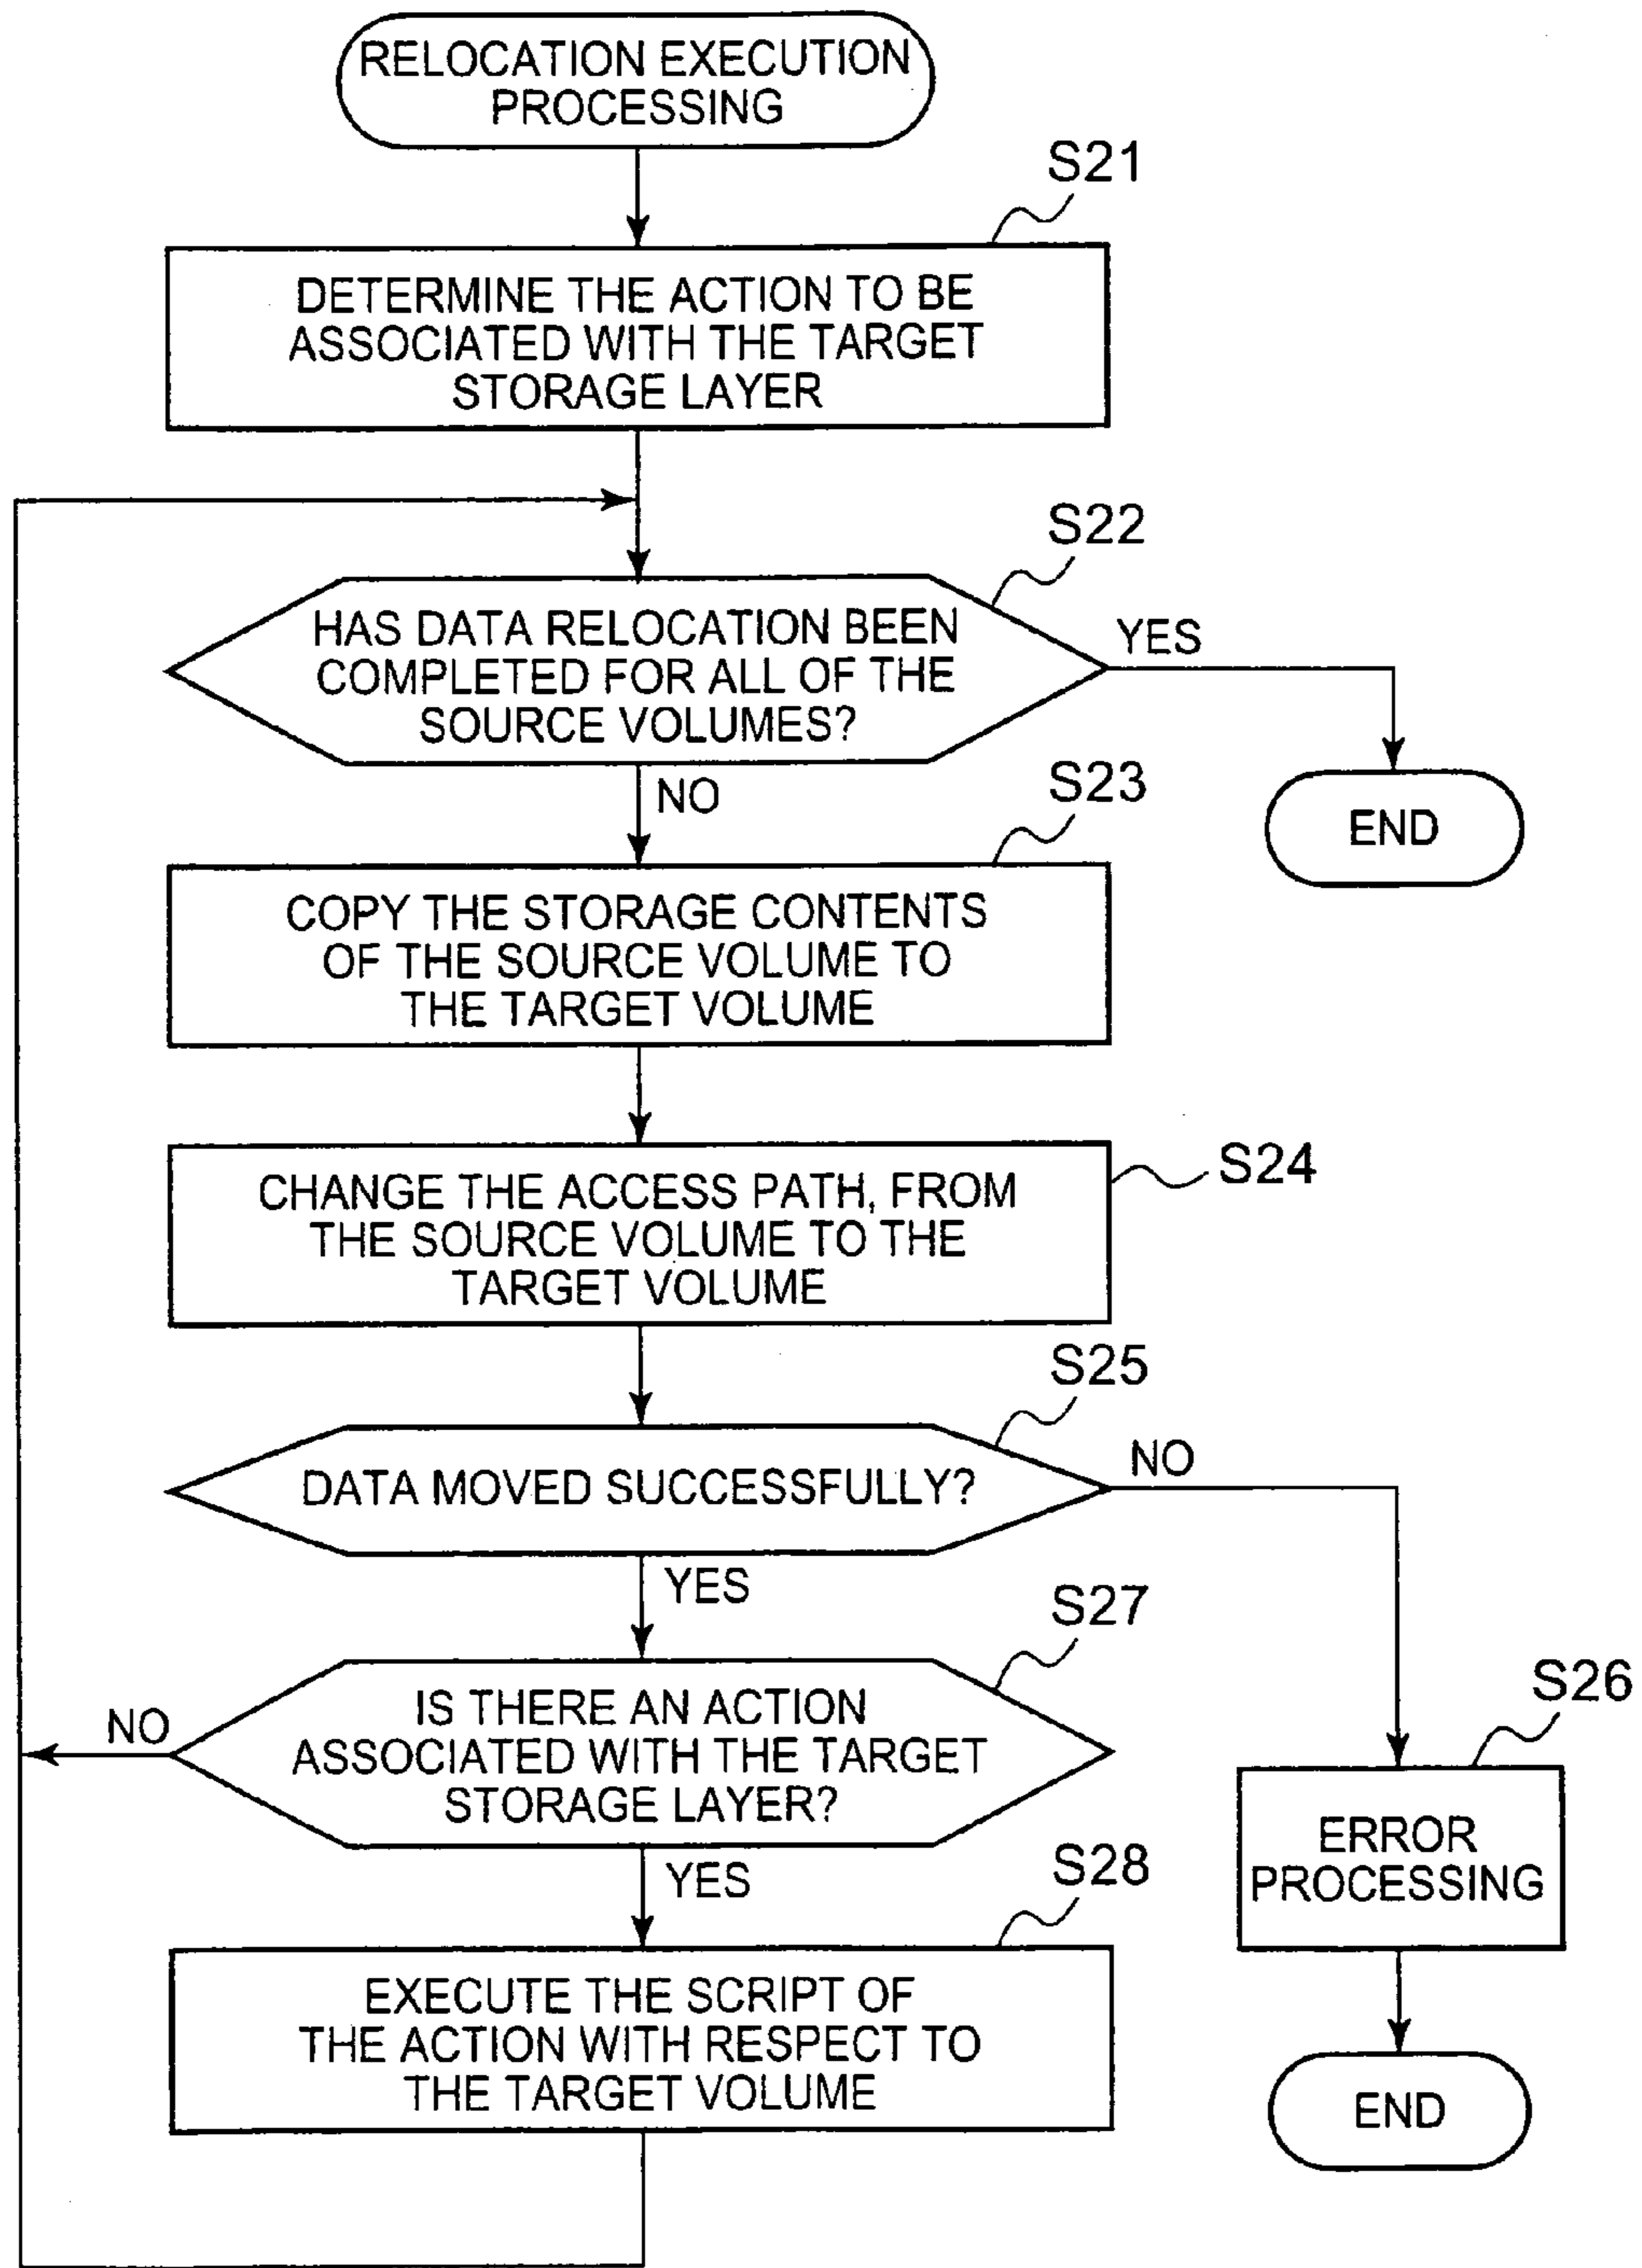 RELOCATION EXECUTION
PROCESSING
S21
DETERMINE THE ACTION TO BE
ASSOCIATED WITH THE TARGET
STORAGE LAYER
S22
HAS DATA RELOCATION BEEN
COMPLETED FOR ALL OF THE
SOURCE VOLUMES?
YES
END
NO
S23
COPY THE STORAGE CONTENTS
OF THE SOURCE VOLUME TO
THE TARGET VOLUME
S24
CHANGE THE ACCESS PATH, FROM
THE SOURCE VOLUME TO THE
TARGET VOLUME
S25
DATA MOVED SUCCESSFULLY?
NO
YES
S27
IS THERE AN ACTION
ASSOCIATED WITH THE TARGET
STORAGE LAYER?
NO
YES
S26
ERROR
PROCESSING
END
S28
EXECUTE THE SCRIPT OF
THE ACTION WITH RESPECT TO
THE TARGET VOLUME